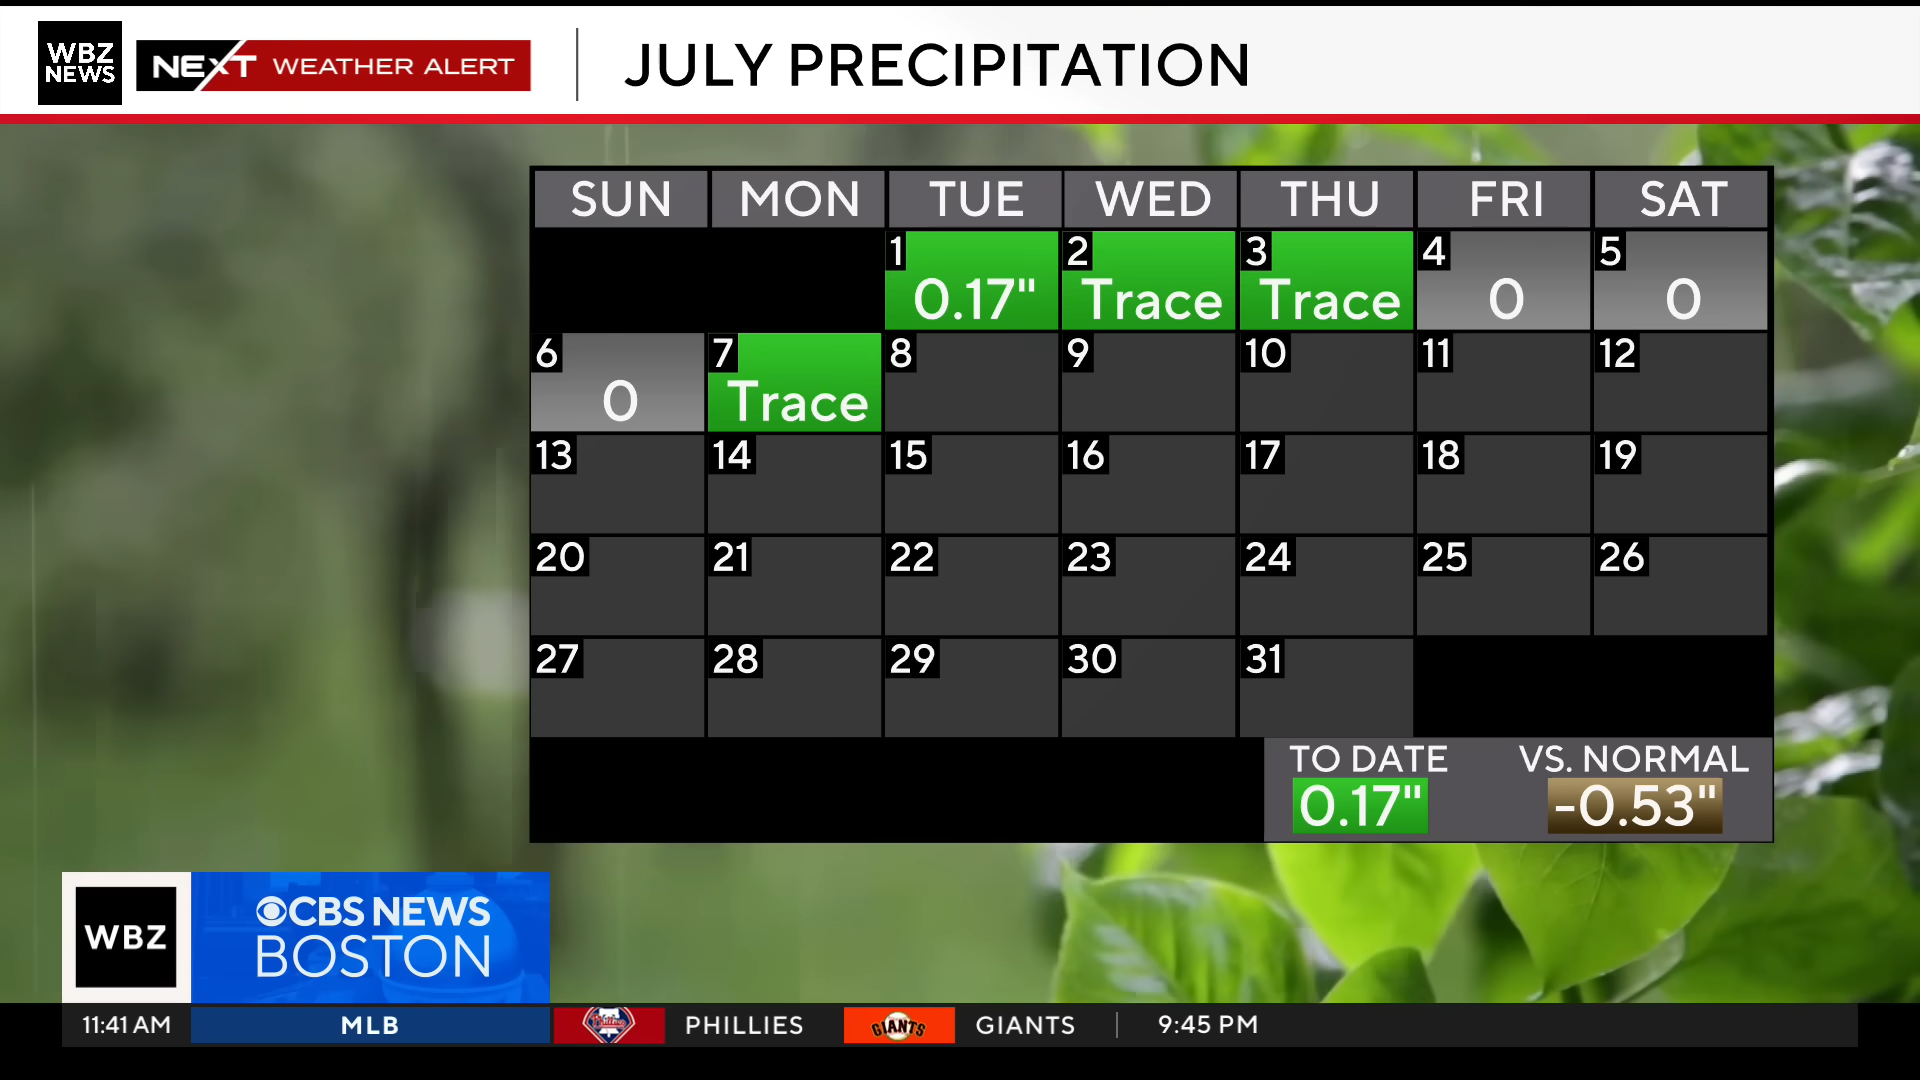 WBZ
NEWS
NEXT WEATHER ALERT
JULY PRECIPITATION
SUN MON TUE WED THU FRI SAT
1 2 3 4 5
0.17" Trace Trace 0 0
6 7 8 9 10 11 12
0 Trace
13 14 15 16 17 18 19
20 21 22 23 24 25 26
27 28 29 30 31
TO DATE VS. NORMAL
0.17" -0.53"
WBZ
CBS NEWS
BOSTON
11:41 AM MLB Phillies PHILLIES GIANTS GIANTS 9:45 PM